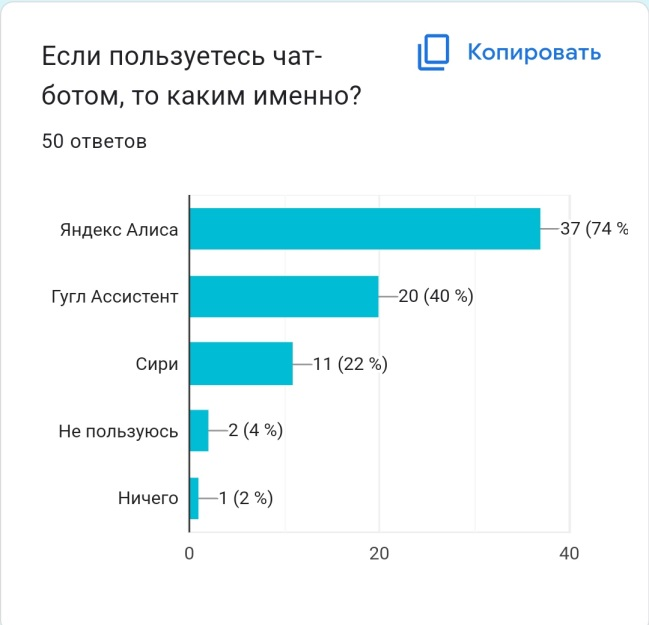 Если пользуетесь чат-
ботом, то каким именно?
Копировать
50 ответов
Яндекс Алиса 37 (74 %
Гугл Ассистент 20 (40 %)
Сири 11 (22 %)
Не пользуюсь 2 (4 %)
Ничего 1 (2 %)
0 20 40